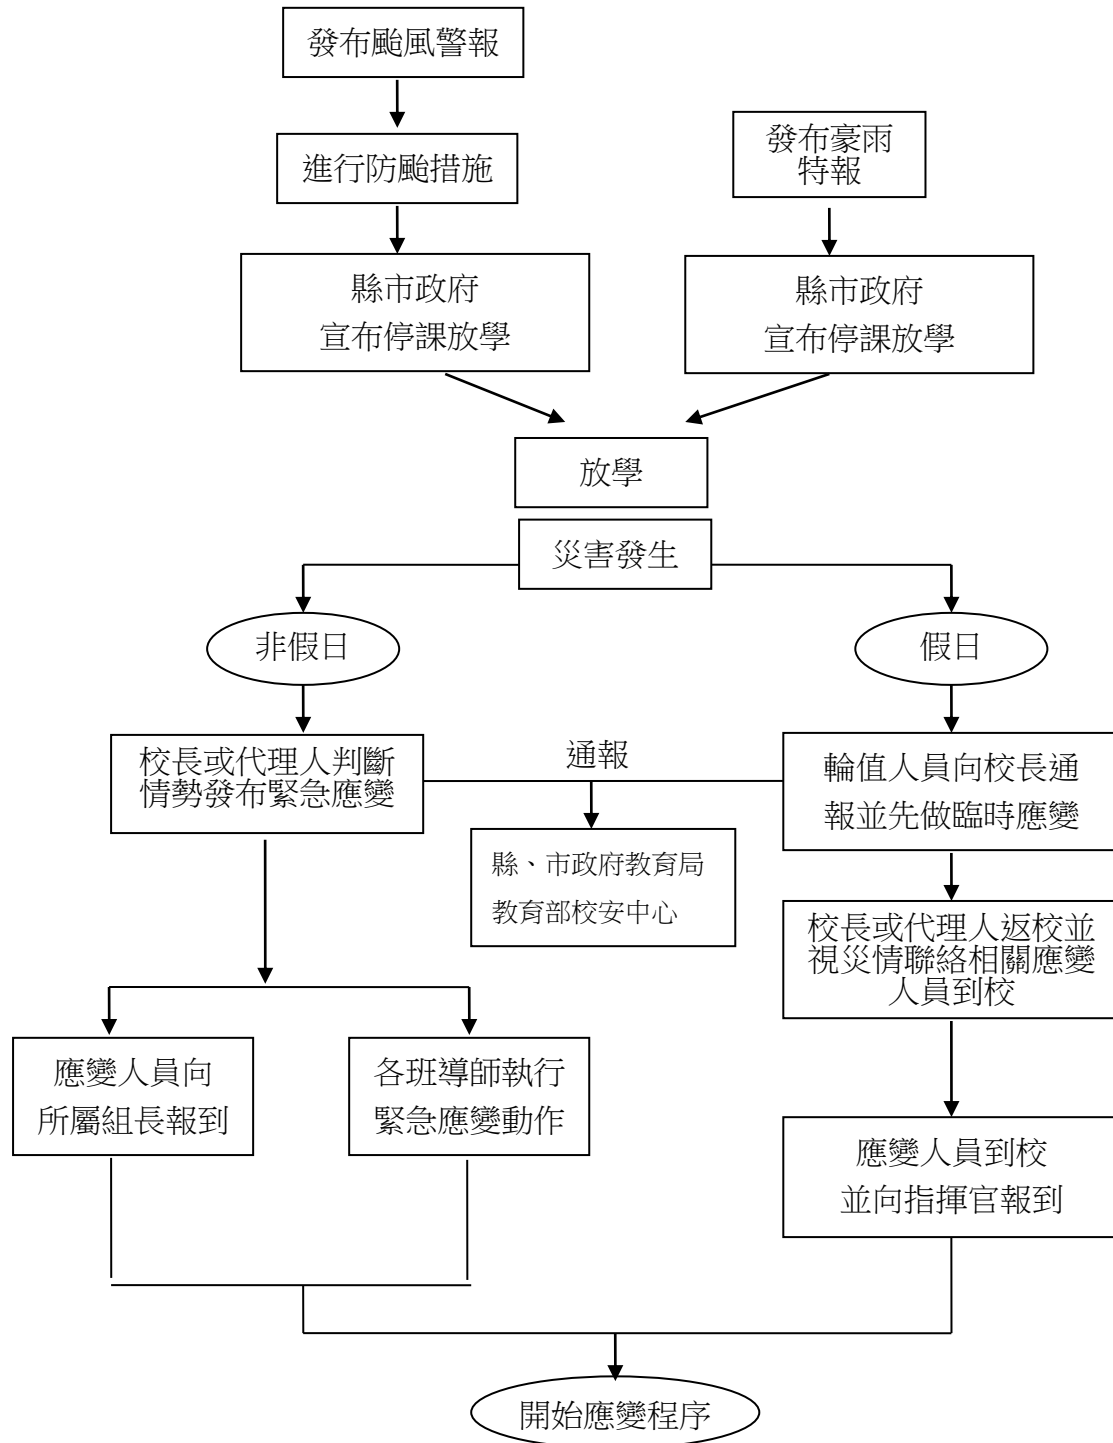 發布颱風警報
進行防颱措施
發布豪雨
特報
縣市政府
宣布停課放學
縣市政府
宣布停課放學
放學
災害發生
非假日
假日
校長或代理人判斷
情勢發布緊急應變
通報
輪值人員向校長通
報並先做臨時應變
縣、市政府教育局
教育部校安中心
校長或代理人返校並
視災情聯絡相關應變
人員到校
應變人員向
所屬組長報到
各班導師執行
緊急應變動作
應變人員到校
並向指揮官報到
開始應變程序